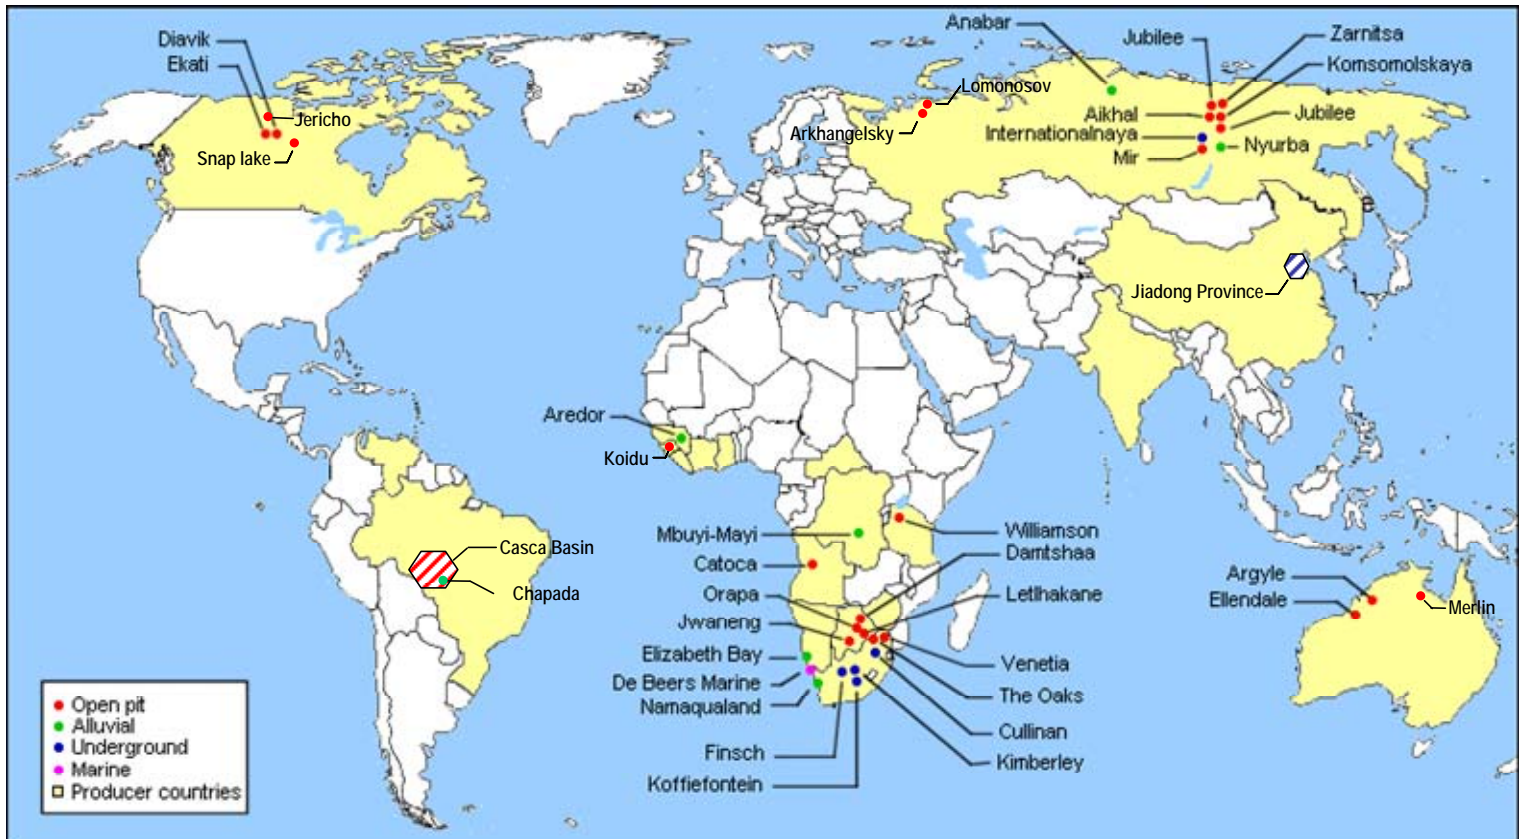 Anabar
Zarnitsa
Jubilee
Diavik
Ekati
Komsomolskaya
Lomonosov
Jericho
Aikhal
Jubilee
Arkhangelsky
Internationalnaya
Nyurba
Snap lake
Mir
e
Jiadong Province
Aredor
Koidu
Mbuyi-Mayi
Williamson
Casca Basin
Damtshaa
Catoca
Argyle
Chapada
Orapa
Letlhakane
Ellendale
Merlin
Jwaneng
Elizabeth Bay
Venetia
De Beers Marine
The Oaks
Namaqualand
Open pit
Alluvial
Cullinan
Underground
Finsch
Kimberley
Marine
Koffiefontein
Producer countries